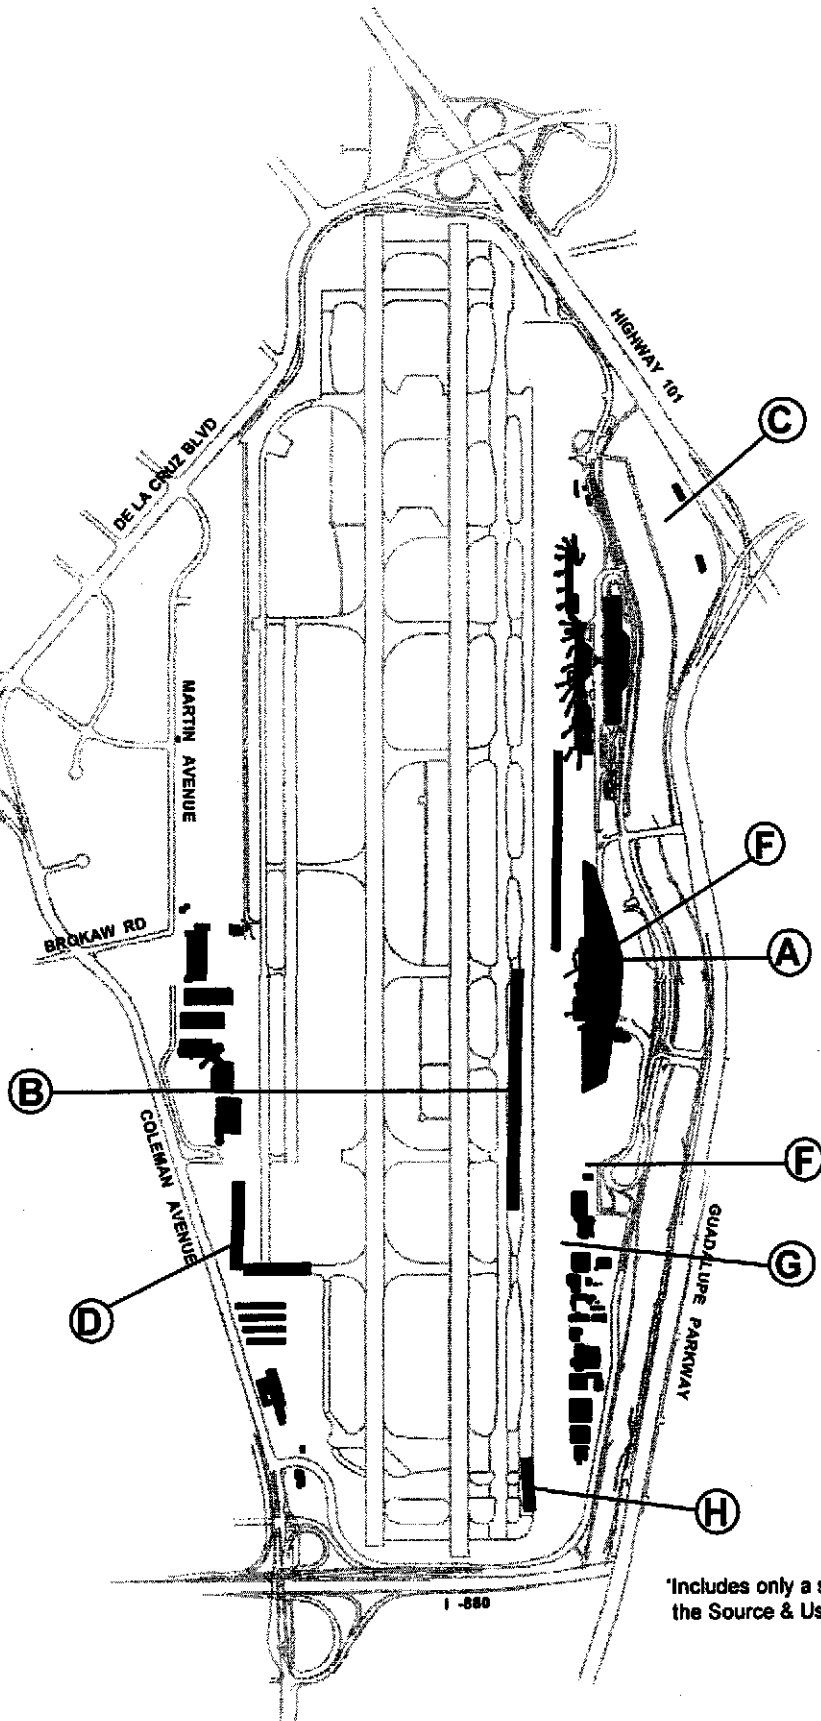 HIGHWAY 101
C
DE LA CRUZ BLVD
MARTIN AVENUE
F
BROKAW RD
A
B
COLEMAN AVENUE
F
GUADALUPE PARKWAY
G
D
H
*Includes only a s
the Source & Us
I -880